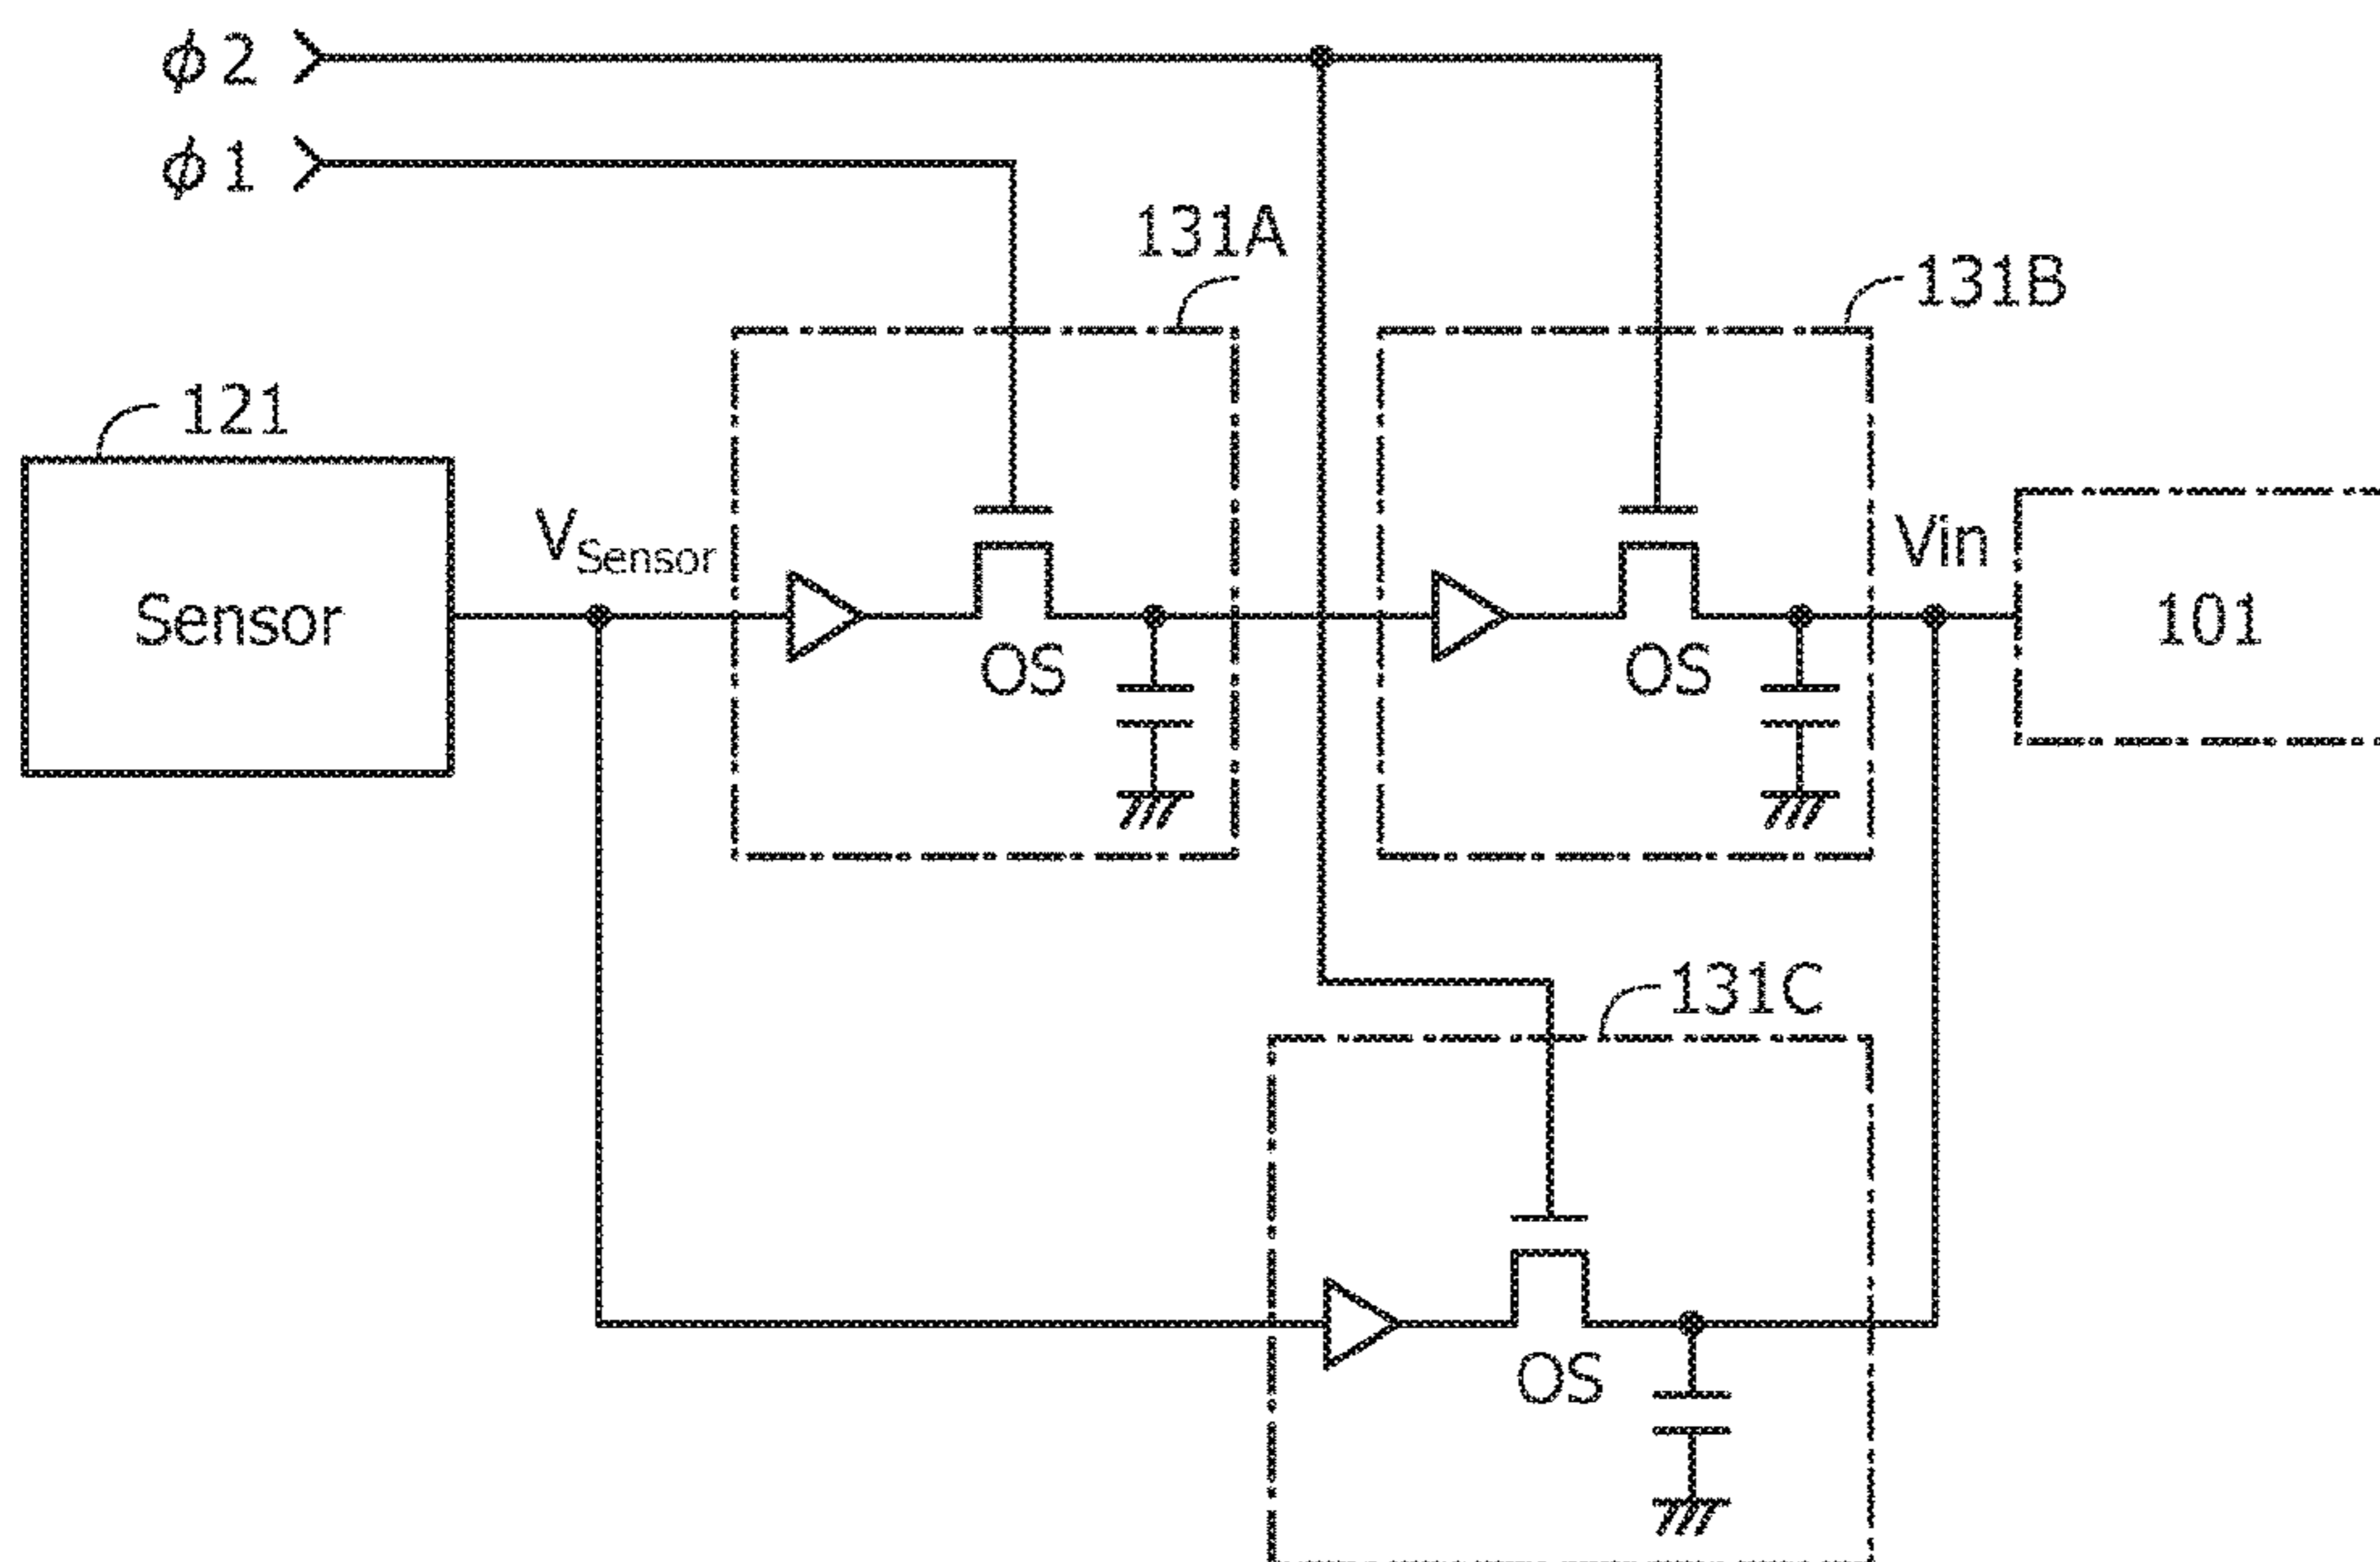 ϕ2
ϕ1
131A
131B
121
Sensor
VSensor
OS
OS
Vin
101
131C
OS